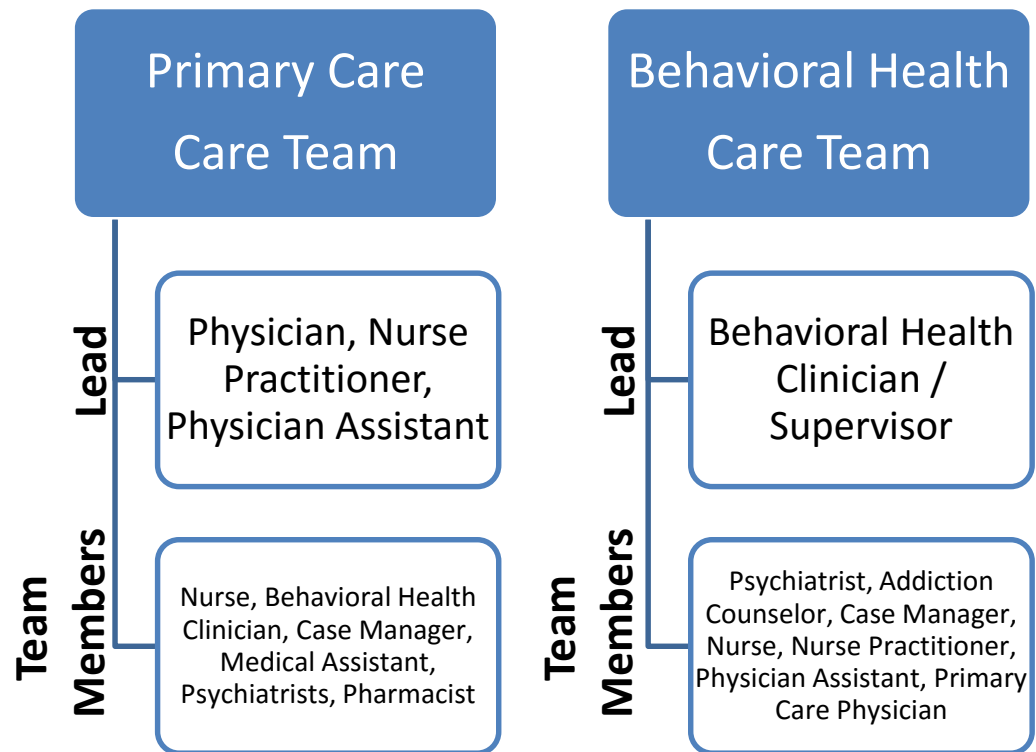 Primary Care
Care Team
Lead
Physician, Nurse
Practitioner,
Physician Assistant
Team
Members
Nurse, Behavioral Health
Clinician, Case Manager,
Medical Assistant,
Psychiatrists, Pharmacist
Behavioral Health
Care Team
Lead
Behavioral Health
Clinician /
Supervisor
Team
Members
Psychiatrist, Addiction
Counselor, Case Manager,
Nurse, Nurse Practitioner,
Physician Assistant, Primary
Care Physician